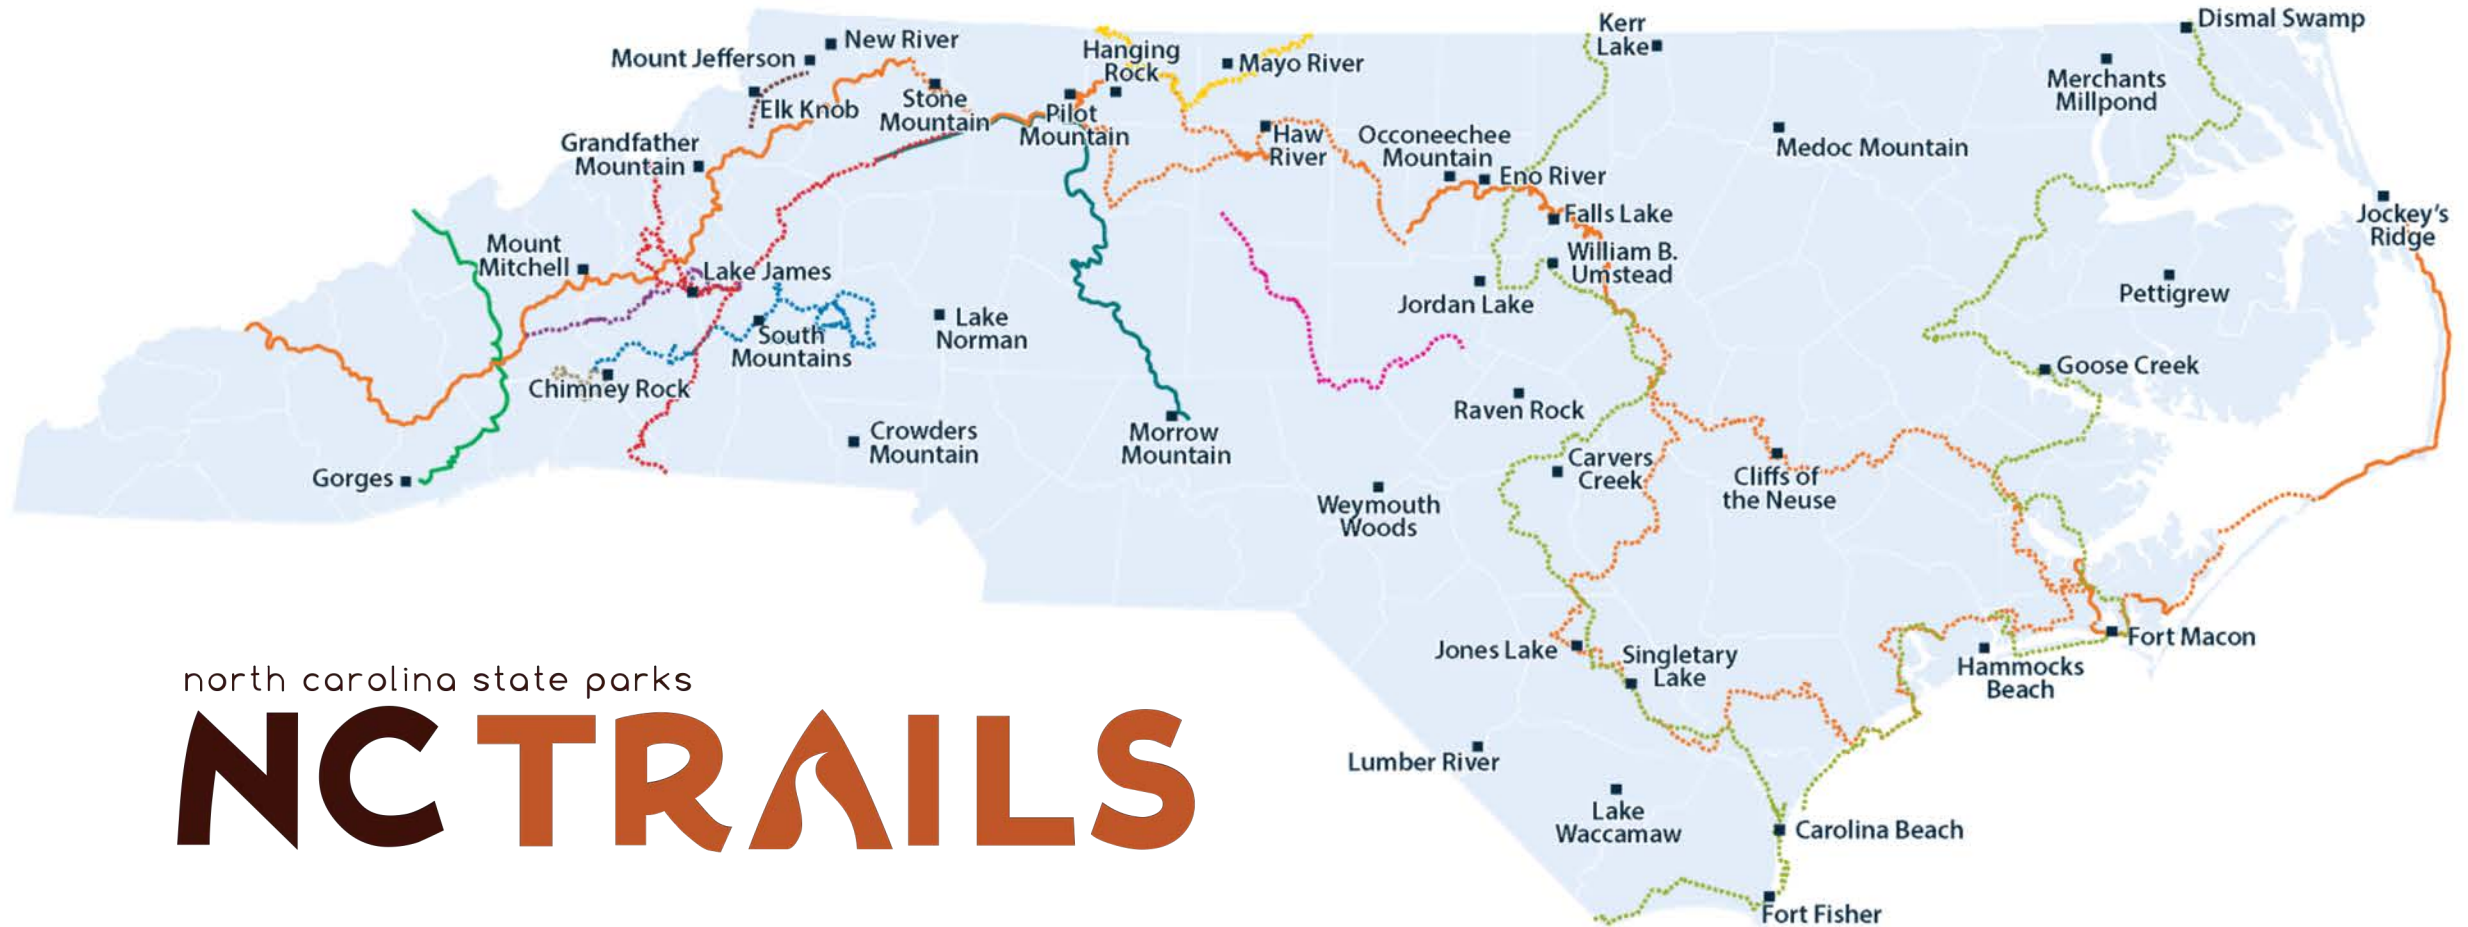 Dismal Swamp
Kerr
Lake
New River
Hanging
Rock
Mount Jefferson
Mayo River
Merchants
Millpond
Elk Knob
Stone
Mountain
Pilot
Mountain
Grandfather
Mountain
Haw
River
Occoneechee
Mountain
Medoc Mountain
Eno River
Falls Lake
Jockey's
Ridge
Mount
Mitchell
William B.
Umstead
Lake James
Jordan Lake
Pettigrew
South
Mountains
Lake
Norman
Goose Creek
Chimney Rock
Raven Rock
Crowders
Mountain
Morrow
Mountain
Carvers
Creek
Cliffs of
the Neuse
Gorges
Weymouth
Woods
Fort Macon
Jones Lake
Singletary
Lake
Hammocks
Beach
Lumber River
Lake
Waccamaw
Carolina Beach
Fort Fisher
north carolina state parks
NC TRAILS